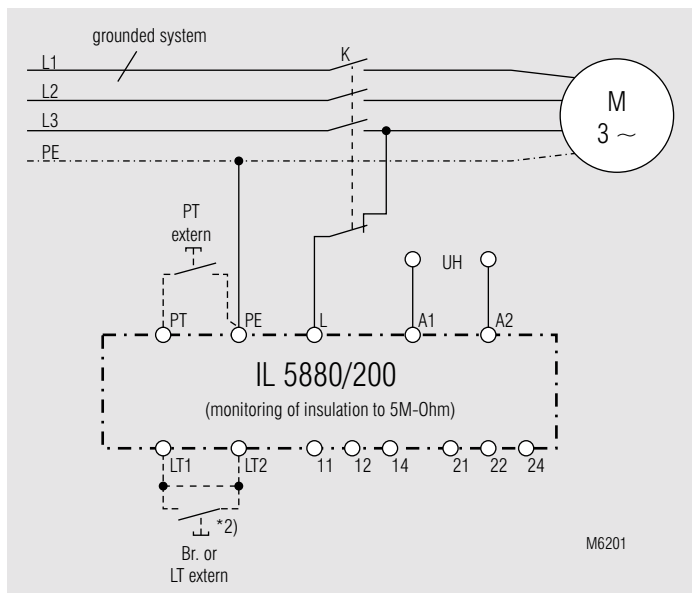 grounded system
K
L1
L2
L3
PE
M
3 ~
PT
extern
UH
PT
PE
L
A1
A2
IL 5880/200
(monitoring of insulation to 5M-Ohm)
LT1
LT2
11
12
14
21
22
24
*2)
Br. or
LT extern
M6201